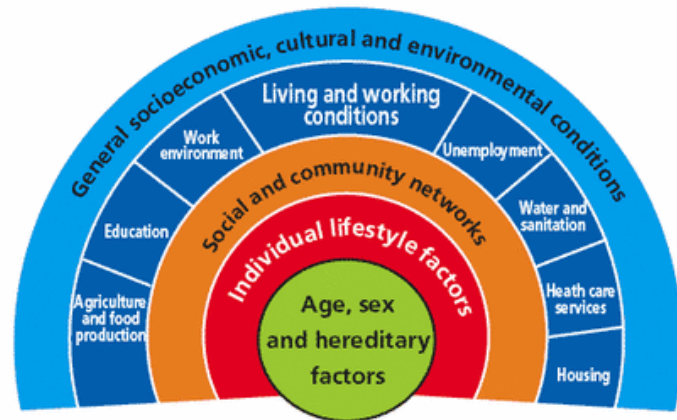 General socioeconomic, cultural and environmental conditions
Living and working
conditions
Work
environment
Unemployment
Education
Water and
sanitation
Agriculture
and food
production
Heath care
services
Housing
Social and community networks
Individual lifestyle factors
Age, sex
and hereditary
factors